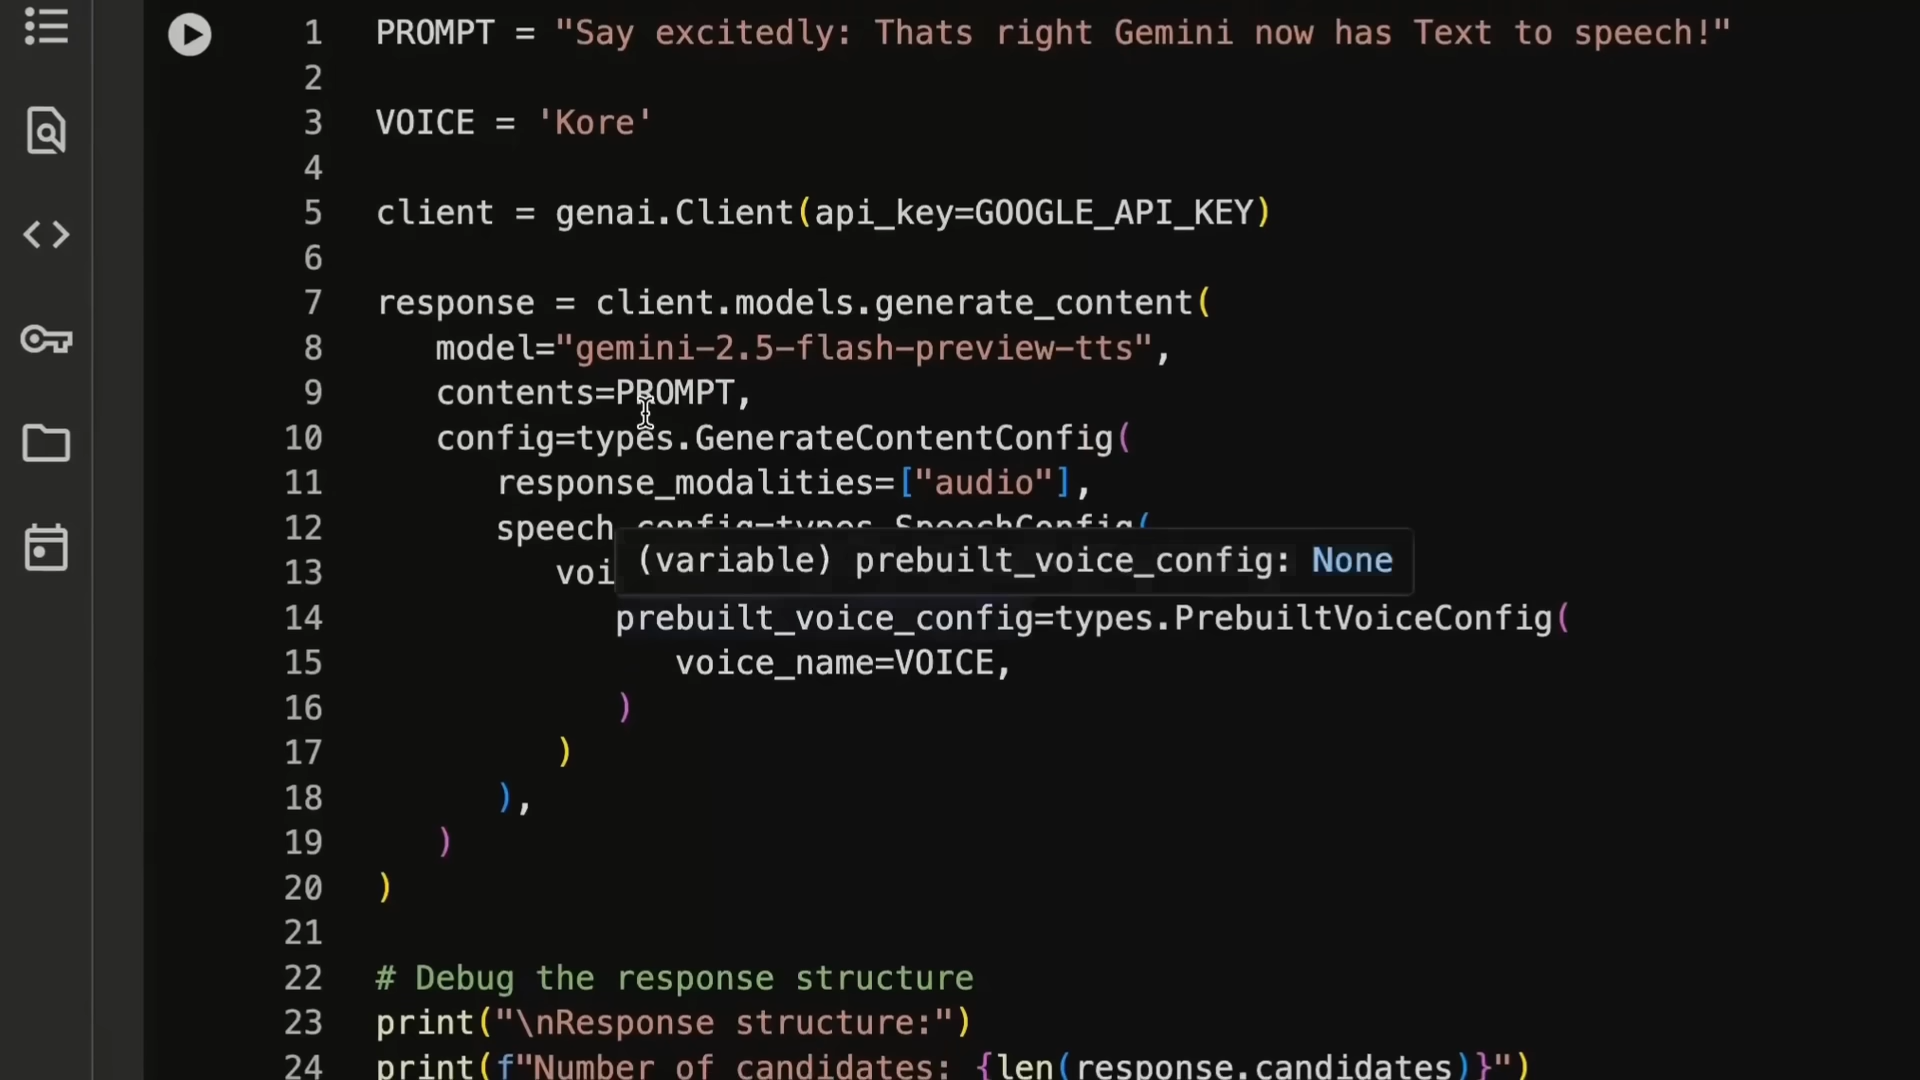 1 PROMPT = "Say excitedly: Thats right Gemini now has Text to speech!"
2
3 VOICE = 'Kore'
4
5 client = genai.Client(api_key=GOOGLE_API_KEY)
6
7 response = client.models.generate_content(
8 model="gemini-2.5-flash-preview-tts",
9 contents=PROMPT,
10 config=types.GenerateContentConfig(
11 response_modalities=["audio"],
12 speech_config=types.SpeechConfig(
13 voi
(variable) prebuilt_voice_config: None
14 prebuilt_voice_config=types.PrebuiltVoiceConfig(
15 voice_name=VOICE,
16 )
17 )
18 ),
19 )
20 )
21
22 # Debug the response structure
23 print("\nResponse structure:")
24 print(f"Number of candidates: {len(response.candidates)}")